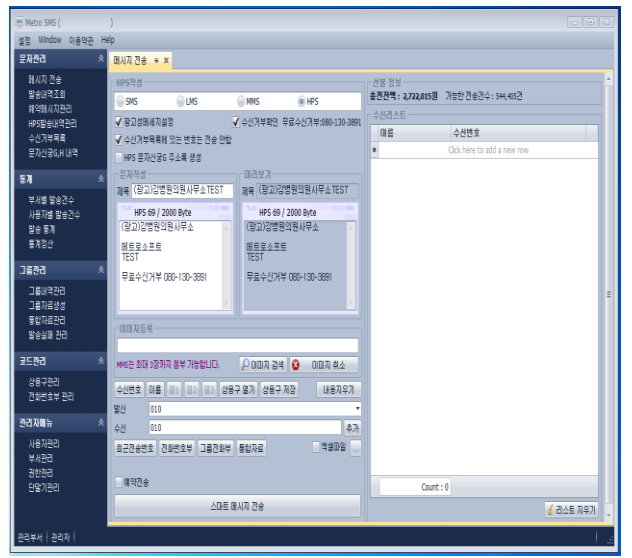 Metro SMS ( )
설정 Window 이용약관 Help
문자관리
메시지 전송
발송내역조회
예약메시지관리
HPS발송내역관리
수신거부목록
문자신궁G,H 내역
통계
부서별 발송건수
사용자별 발송건수
발송 통계
통계정산
그룹관리
그룹내역관리
그룹자료생성
통합자료관리
발송실패 관리
코드관리
상용구관리
전화번호부 관리
관리자메뉴
사용자관리
부서관리
권한관리
단말기관리
메시지 전송
HPS작성
SMS LMS MMS HPS
광고성메세지설정 수신거부확인 무료수신거부:080-130-3891
수신거부목록에 있는 번호는 전송 안함
HPS 문자신궁G 주소록 생성
문자작성
제목 (광고)강병원의원사무소TEST
HPS 69 / 2000 Byte
(광고)강병원의원사무소
메트로소프트
TEST
무료수신거부 080-130-3891
미리보기
제목 (광고)강병원의원사무소TEST
HPS 69 / 2000 Byte
(광고)강병원의원사무소
메트로소프트
TEST
무료수신거부 080-130-3891
이미지등록
MMS는 최대 3장까지 첨부 가능합니다. 이미지 검색 이미지 취소
수신번호 이름 열1 열2 열3 상용구 열기 상용구 저장 내용지우기
발신 010
수신 010 추가
최근전송번호 전화번호부 그룹전화부 통합자료 엑셀파일 ...
예약전송
스마트 메시지 전송
선불 정보
충전잔액 : 2,722,015원 가능한 전송건수 : 544,405건
수신리스트
이름 수신번호
Click here to add a new row
Count : 0
리스트 지우기
관리부서 관리자